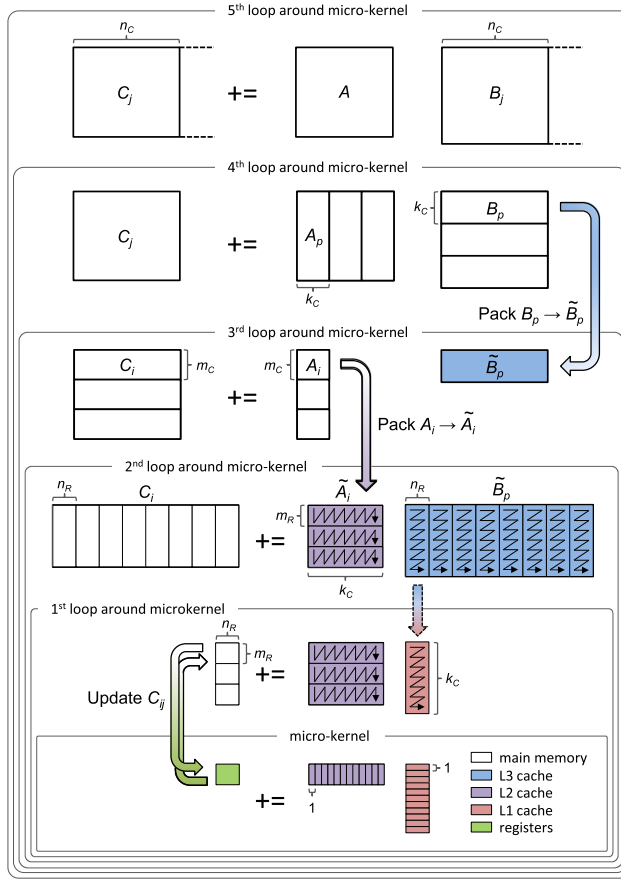 5th loop around micro-kernel
nC nC
Cj += A Bj
4th loop around micro-kernel
Cj += Ap kC Bp
kC
Pack Bp → B̃p
3rd loop around micro-kernel
Ci mC += mC Ai B̃p
Pack Ai → Ãi
2nd loop around micro-kernel
nR Ci Ãi nR B̃p
+= mR
kC
1st loop around microkernel
nR
mR
+= kC
Update Cij
micro-kernel
+= 1 1
main memory
L3 cache
L2 cache
L1 cache
registers